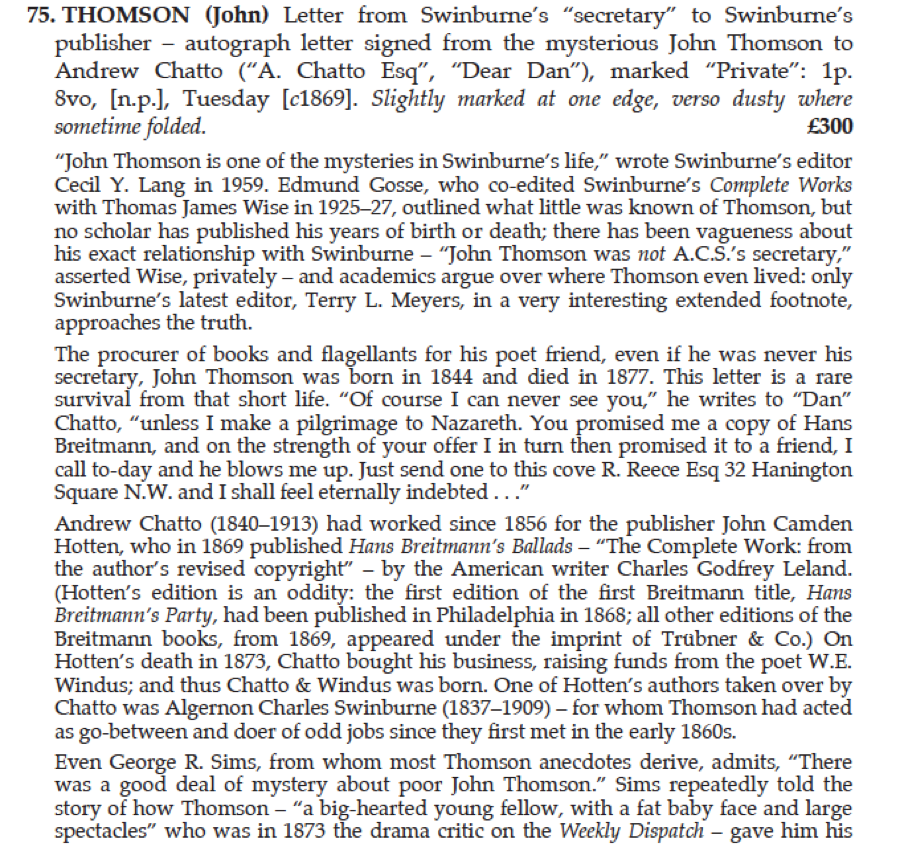 75. THOMSON (John) Letter from Swinburne's “secretary” to Swinburne's
publisher – autograph letter signed from the mysterious John Thomson to
Andrew Chatto (“A. Chatto Esq”, “Dear Dan”), marked “Private”: 1p.
8vo, [n.p.], Tuesday [c1869]. Slightly marked at one edge, verso dusty where
sometime folded. £300
“John Thomson is one of the mysteries in Swinburne's life,” wrote Swinburne's editor
Cecil Y. Lang in 1959. Edmund Gosse, who co-edited Swinburne's Complete Works
with Thomas James Wise in 1925–27, outlined what little was known of Thomson, but
no scholar has published his years of birth or death; there has been vagueness about
his exact relationship with Swinburne – “John Thomson was not A.C.S.'s secretary,”
asserted Wise, privately – and academics argue over where Thomson even lived: only
Swinburne's latest editor, Terry L. Meyers, in a very interesting extended footnote,
approaches the truth.
The procurer of books and flagellants for his poet friend, even if he was never his
secretary, John Thomson was born in 1844 and died in 1877. This letter is a rare
survival from that short life. “Of course I can never see you,” he writes to “Dan”
Chatto, “unless I make a pilgrimage to Nazareth. You promised me a copy of Hans
Breitmann, and on the strength of your offer I in turn then promised it to a friend, I
call to-day and he blows me up. Just send one to this cove R. Reece Esq 32 Hanington
Square N.W. and I shall feel eternally indebted . . .”
Andrew Chatto (1840–1913) had worked since 1856 for the publisher John Camden
Hotten, who in 1869 published Hans Breitmann's Ballads – “The Complete Work: from
the author's revised copyright” – by the American writer Charles Godfrey Leland.
(Hotten's edition is an oddity: the first edition of the first Breitmann title, Hans
Breitmann's Party, had been published in Philadelphia in 1868; all other editions of the
Breitmann books, from 1869, appeared under the imprint of Trübner & Co.) On
Hotten's death in 1873, Chatto bought his business, raising funds from the poet W.E.
Windus; and thus Chatto & Windus was born. One of Hotten's authors taken over by
Chatto was Algernon Charles Swinburne (1837–1909) – for whom Thomson had acted
as go-between and doer of odd jobs since they first met in the early 1860s.
Even George R. Sims, from whom most Thomson anecdotes derive, admits, “There
was a good deal of mystery about poor John Thomson.” Sims repeatedly told the
story of how Thomson – “a big-hearted young fellow, with a fat baby face and large
spectacles” who was in 1873 the drama critic on the Weekly Dispatch – gave him his